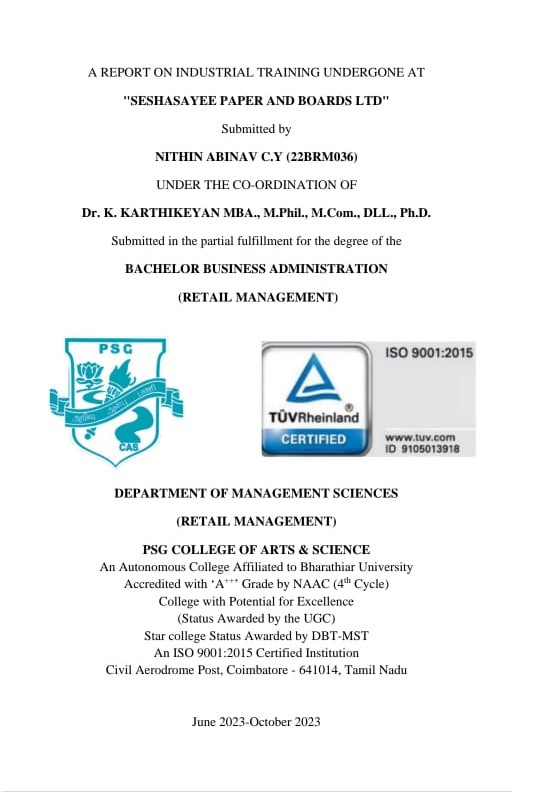 A REPORT ON INDUSTRIAL TRAINING UNDERGONE AT
"SESHASAYEE PAPER AND BOARDS LTD"
Submitted by
NITHIN ABINAV C.Y (22BRM036)
UNDER THE CO-ORDINATION OF
Dr. K. KARTHIKEYAN MBA., M.Phil., M.Com., DLL., Ph.D.
Submitted in the partial fulfillment for the degree of the
BACHELOR BUSINESS ADMINISTRATION
(RETAIL MANAGEMENT)
PSG
CAS
TÜVRheinland®
CERTIFIED
ISO 9001:2015
www.tuv.com
ID 9105013918
DEPARTMENT OF MANAGEMENT SCIENCES
(RETAIL MANAGEMENT)
PSG COLLEGE OF ARTS & SCIENCE
An Autonomous College Affiliated to Bharathiar University
Accredited with ‘A+++’ Grade by NAAC (4th Cycle)
College with Potential for Excellence
(Status Awarded by the UGC)
Star college Status Awarded by DBT-MST
An ISO 9001:2015 Certified Institution
Civil Aerodrome Post, Coimbatore - 641014, Tamil Nadu
June 2023-October 2023